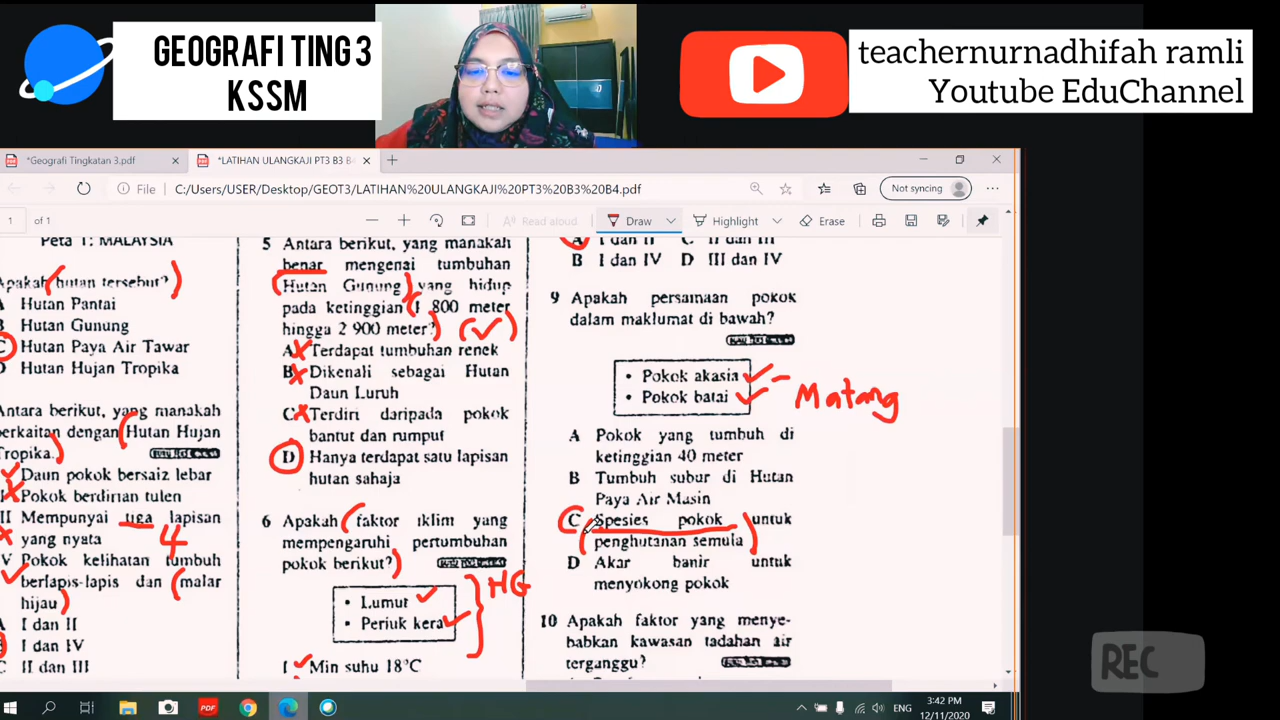 GEOGRAFI TING 3
KSSM
teachernurnadhifah ramli
Youtube EduChannel
*Geografi Tingkatan 3.pdf
*LATIHAN ULANGKAJI PT3 B3 B4
File
C:/Users/USER/Desktop/GEOT3/LATIHAN%20ULANGKAJI%20PT3%20B3%20B4.pdf
Not syncing
1 of 1
Read aloud
Draw
Highlight
Erase
Peta 1: MALAYSIA
Apakah hutan tersebut?
A Hutan Pantai
B Hutan Gunung
C Hutan Paya Air Tawar
D Hutan Hujan Tropika
Antara berikut, yang manakah
berkaitan dengan Hutan Hujan
Tropika.
Daun pokok bersaiz lebar
Pokok berdirian tulen
II Mempunyai tiga lapisan
yang nyata
4
V Pokok kelihatan tumbuh
berlapis-lapis dan malar
hijau
A I dan II
I dan IV
C II dan III
5 Antara berikut, yang manakah
benar mengenai tumbuhan
Hutan Gunung yang hidup
pada ketinggian 1 800 meter
hingga 2 900 meter?
A Terdapat tumbuhan renek
B Dikenali sebagai Hutan
Daun Luruh
C Terdiri daripada pokok
bantut dan rumput
D Hanya terdapat satu lapisan
hutan sahaja
6 Apakah faktor iklim yang
mempengaruhi pertumbuhan
pokok berikut?
• Lumut
• Periuk kera
HG
I Min suhu 18°C
A I dan II C II dan III
B I dan IV D III dan IV
9 Apakah persamaan pokok
dalam maklumat di bawah?
• Pokok akasia
• Pokok batai
Matang
A Pokok yang tumbuh di
ketinggian 40 meter
B Tumbuh subur di Hutan
Paya Air Masin
C Spesies pokok untuk
penghutanan semula
D Akar banir untuk
menyokong pokok
10 Apakah faktor yang menye-
babkan kawasan tadahan air
terganggu?
REC
ENG
3:42 PM
12/11/2020